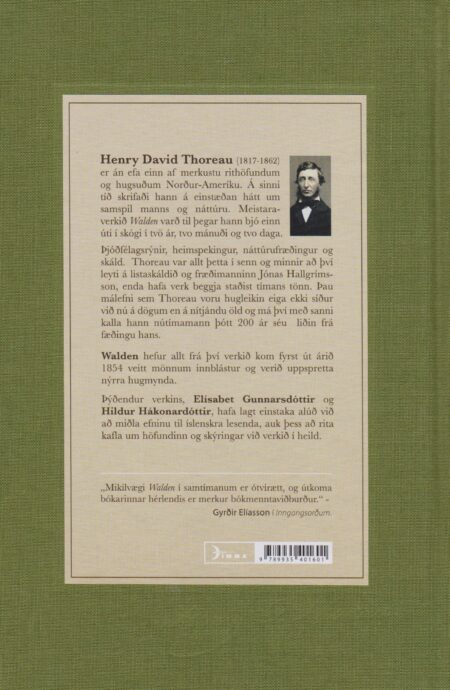 Henry David Thoreau (1817-1862)
er án efa einn af merkustu rithöfundum
og hugsuðum Norður-Ameríku. Á sinni
tíð skrifaði hann á einstæðan hátt um
samspil manns og náttúru. Meistara-
verkið Walden varð til þegar hann bjó einn
úti í skógi í tvö ár, tvo mánuði og tvo daga.
Þjóðfélagsrýnir, heimspekingur, náttúrufræðingur og
skáld. Thoreau var allt þetta í senn og minnir að því
leyti á listaskáldið og fræðimanninn Jónas Hallgríms-
son, enda hafa verk beggja staðist tímans tönn. Þau
málefni sem Thoreau voru hugleikin eiga ekki síður
við nú á dögum en á nítjándu öld og má því með sanni
kalla hann nútímamann þótt 200 ár séu liðin frá
fæðingu hans.
Walden hefur allt frá því verkið kom fyrst út árið
1854 veitt mönnum innblástur og verið uppspretta
nýrra hugmynda.
Þýðendur verksins, Elísabet Gunnarsdóttir og
Hildur Hákonardóttir, hafa lagt einstaka alúð við
að miðla efninu til íslenskra lesenda, auk þess að rita
kafla um höfundinn og skýringar við verkið í heild.
„Mikilvægi Walden í samtímanum er ótvírætt, og útkoma
bókarinnar hérlendis er merkur bókmenntaviðburður.“ -
Gyrðir Elíasson í Inngangsorðum.
Dimma
9 789935 401601